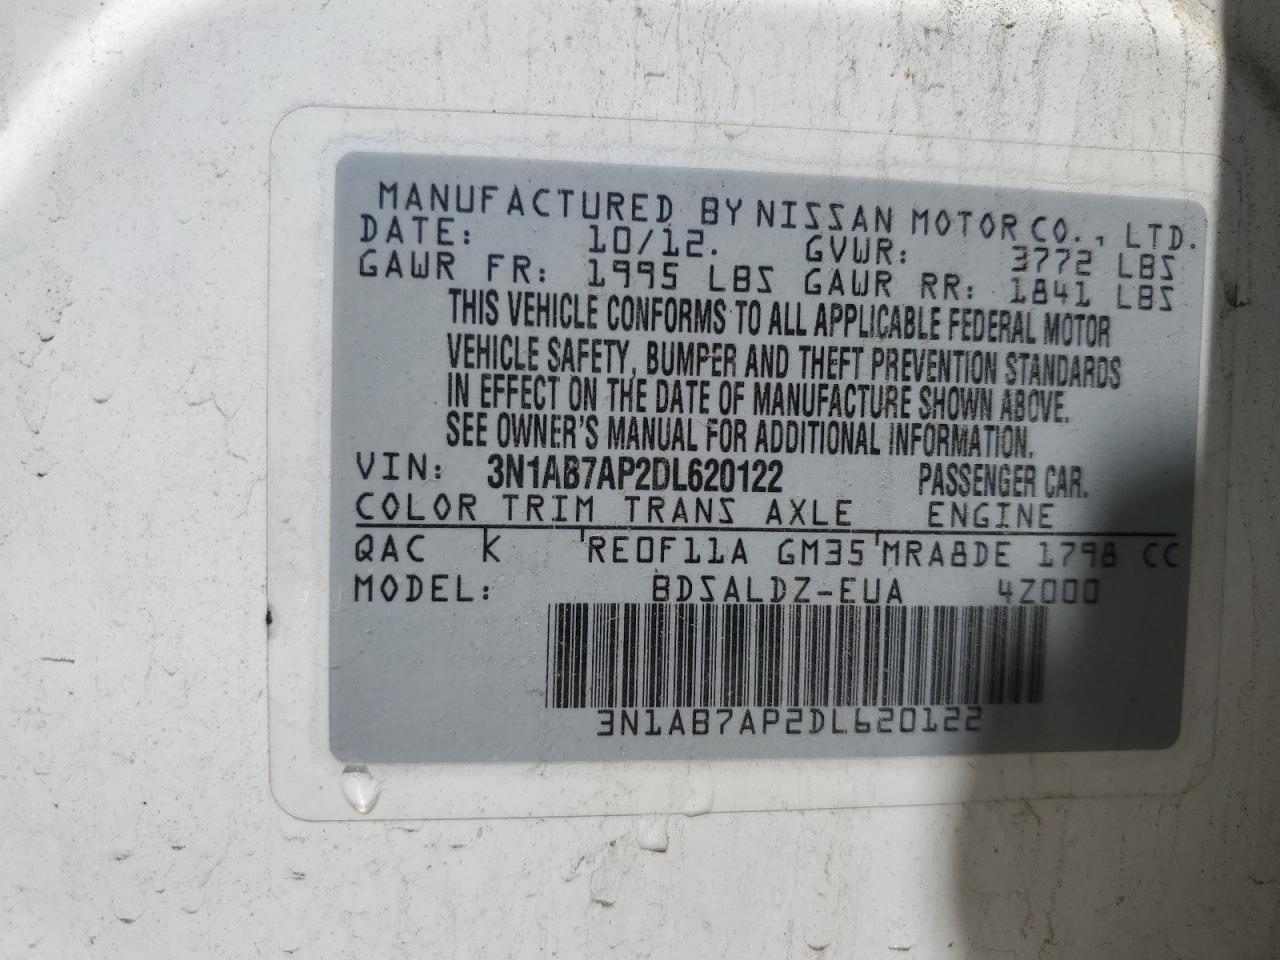 MANUFACTURED BY NISSAN MOTOR CO., LTD.
DATE: 10/12. GVWR: 3772 LBS
GAWR FR: 1995 LBS GAWR RR: 1841 LBS
THIS VEHICLE CONFORMS TO ALL APPLICABLE FEDERAL MOTOR
VEHICLE SAFETY, BUMPER AND THEFT PREVENTION STANDARDS
IN EFFECT ON THE DATE OF MANUFACTURE SHOWN ABOVE.
SEE OWNER'S MANUAL FOR ADDITIONAL INFORMATION.
VIN: 3N1AB7AP2DL620122 PASSENGER CAR.
COLOR TRIM TRANS AXLE ENGINE
QAC K RE0F11A GM35 MRA8DE 1798 CC
MODEL: BDSALDZ-EUA 4Z000
3N1AB7AP2DL620122